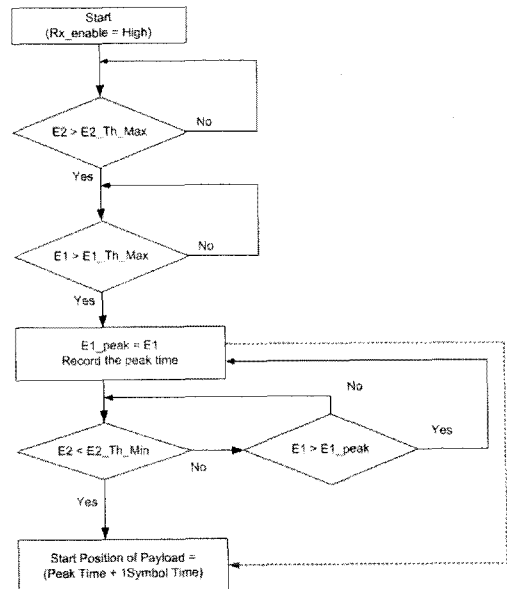 Start
(Rx_enable = High)
E2 > E2_Th_Max
No
Yes
E1 > E1_Th_Max
No
Yes
E1_peak = E1
Record the peak time
No
E2 < E2_Th_Min
No
E1 > E1_peak
Yes
Yes
Start Position of Payload =
(Peak Time + 1Symbol Time)